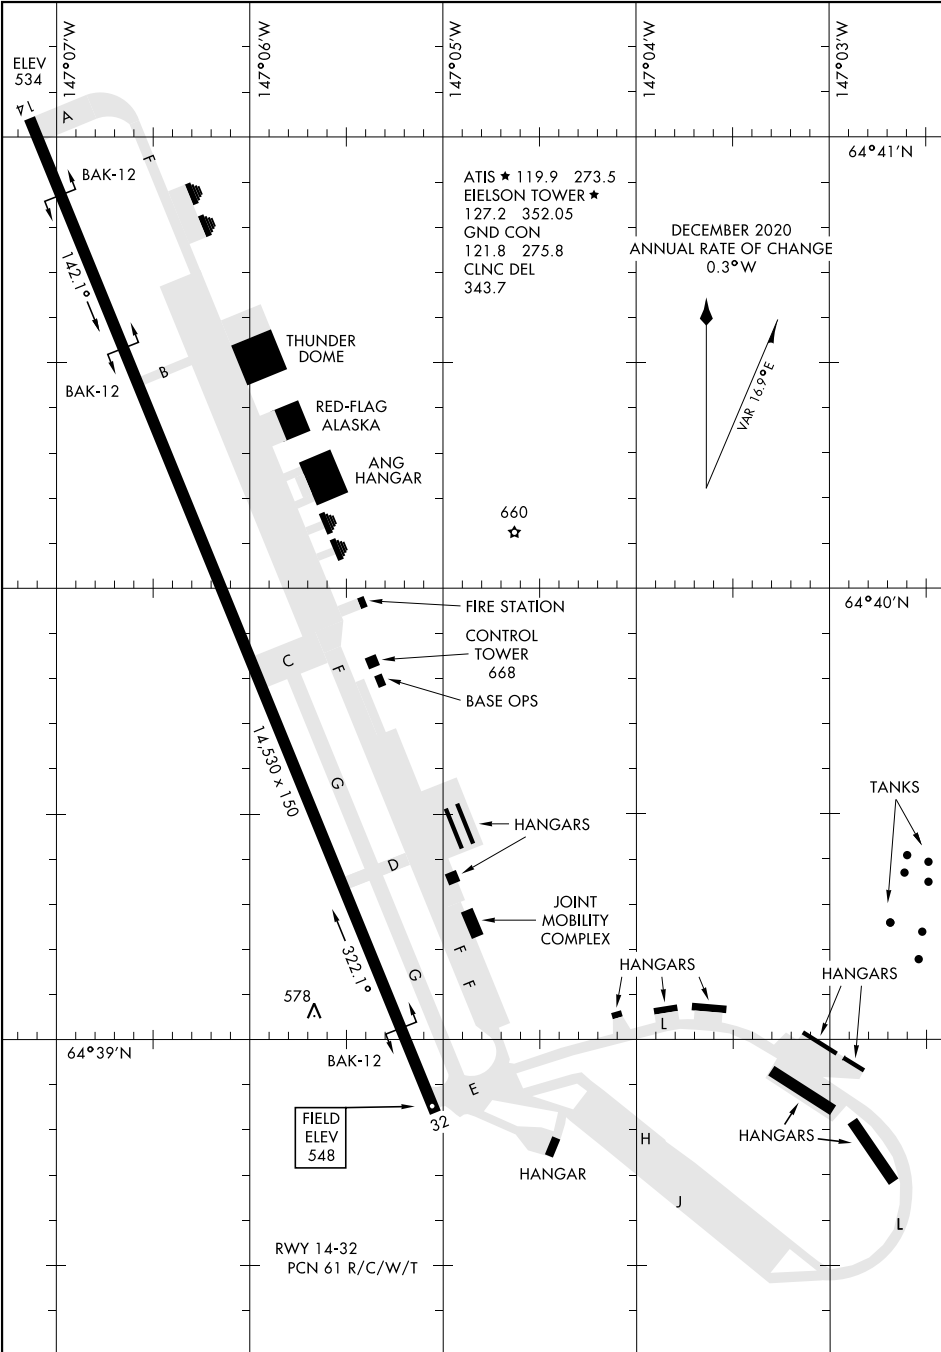 147°07'W
147°06'W
147°05'W
147°04'W
147°03'W
ELEV
534
14
A
F
64°41'N
BAK-12
ATIS ★ 119.9 273.5
EIELSON TOWER ★
127.2 352.05
GND CON
121.8 275.8
CLNC DEL
343.7
DECEMBER 2020
ANNUAL RATE OF CHANGE
0.3°W
VAR 16.9°E
142.1°
BAK-12
B
THUNDER
DOME
RED-FLAG
ALASKA
ANG
HANGAR
660
64°40'N
FIRE STATION
CONTROL
TOWER
668
BASE OPS
C
F
14,530 x 150
G
HANGARS
D
TANKS
JOINT
MOBILITY
COMPLEX
F
F
G
322.1°
578
HANGARS
HANGARS
L
64°39'N
BAK-12
E
FIELD
ELEV
548
32
HANGAR
H
HANGARS
J
L
RWY 14-32
PCN 61 R/C/W/T